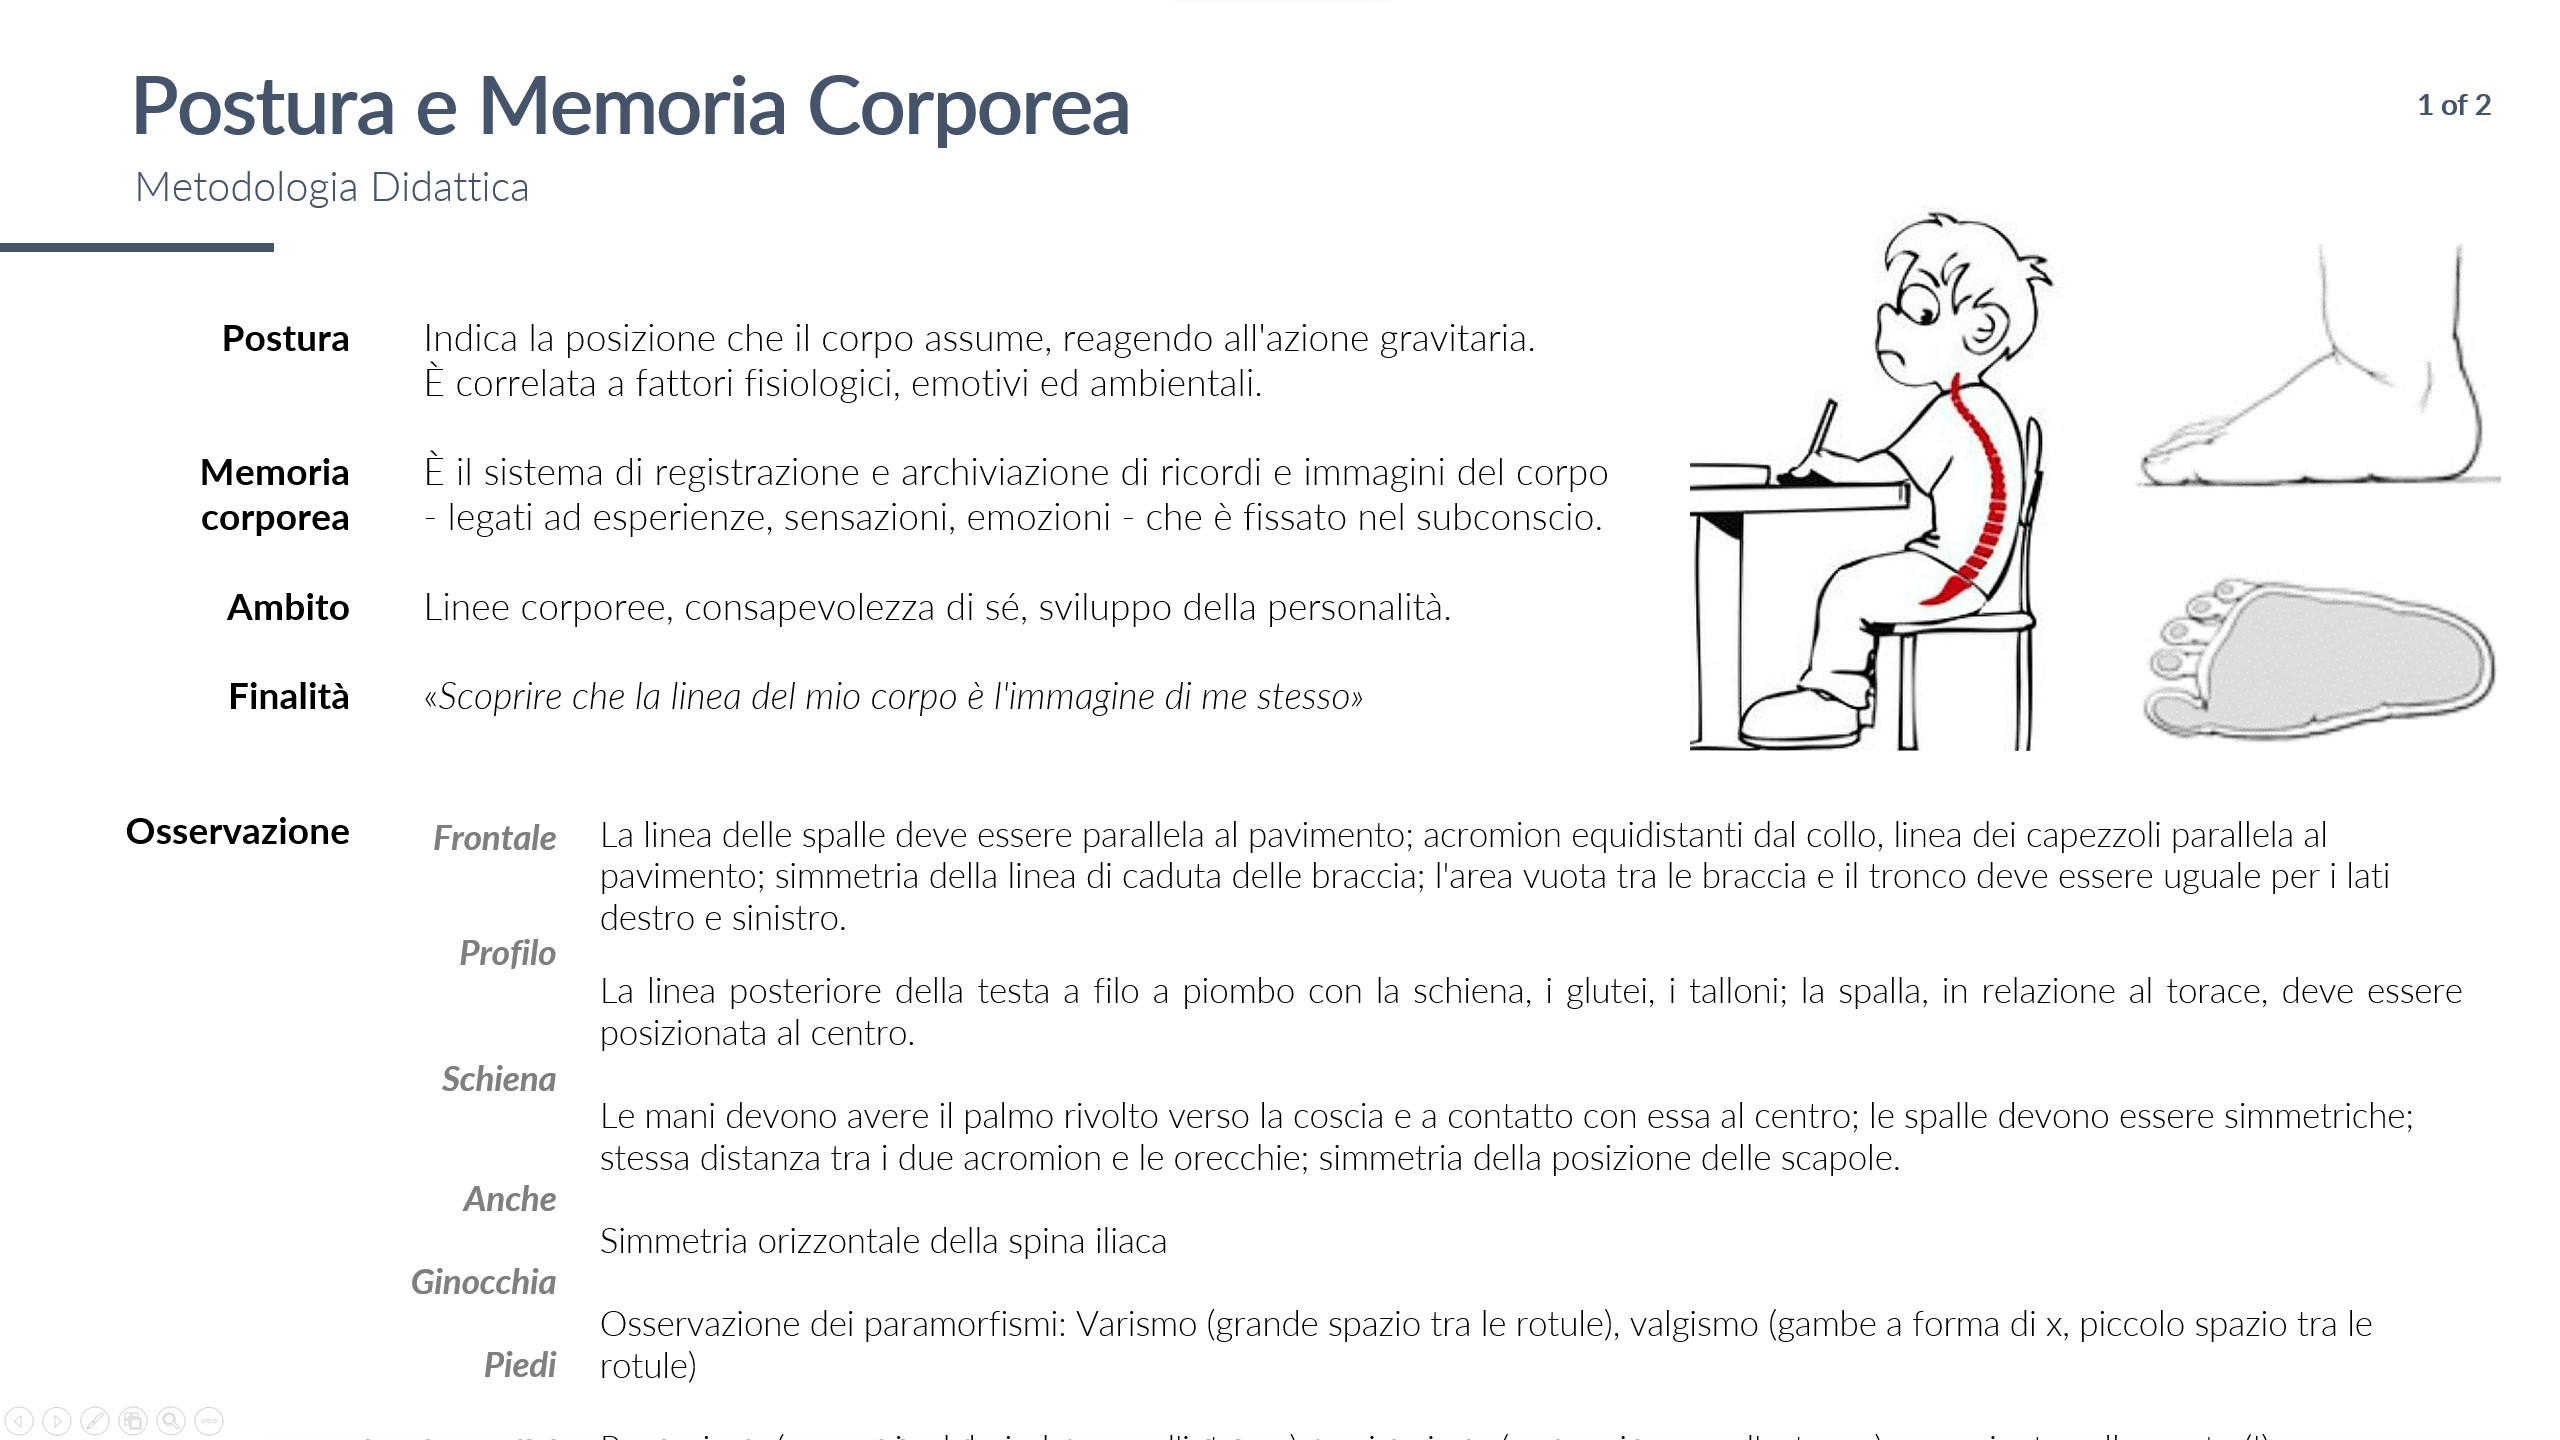 Postura e Memoria Corporea
1 of 2
Metodologia Didattica
Postura
Indica la posizione che il corpo assume, reagendo all'azione gravitaria.
È correlata a fattori fisiologici, emotivi ed ambientali.
Memoria
corporea
È il sistema di registrazione e archiviazione di ricordi e immagini del corpo
- legati ad esperienze, sensazioni, emozioni - che è fissato nel subconscio.
Ambito
Linee corporee, consapevolezza di sé, sviluppo della personalità.
Finalità
«Scoprire che la linea del mio corpo è l'immagine di me stesso»
Osservazione
Frontale
La linea delle spalle deve essere parallela al pavimento; acromion equidistanti dal collo, linea dei capezzoli parallela al
pavimento; simmetria della linea di caduta delle braccia; l'area vuota tra le braccia e il tronco deve essere uguale per i lati
destro e sinistro.
Profilo
La linea posteriore della testa a filo a piombo con la schiena, i glutei, i talloni; la spalla, in relazione al torace, deve essere
posizionata al centro.
Schiena
Le mani devono avere il palmo rivolto verso la coscia e a contatto con essa al centro; le spalle devono essere simmetriche;
stessa distanza tra i due acromion e le orecchie; simmetria della posizione delle scapole.
Anche
Simmetria orizzontale della spina iliaca
Ginocchia
Osservazione dei paramorfismi: Varismo (grande spazio tra le rotule), valgismo (gambe a forma di x, piccolo spazio tra le
rotule)
Piedi